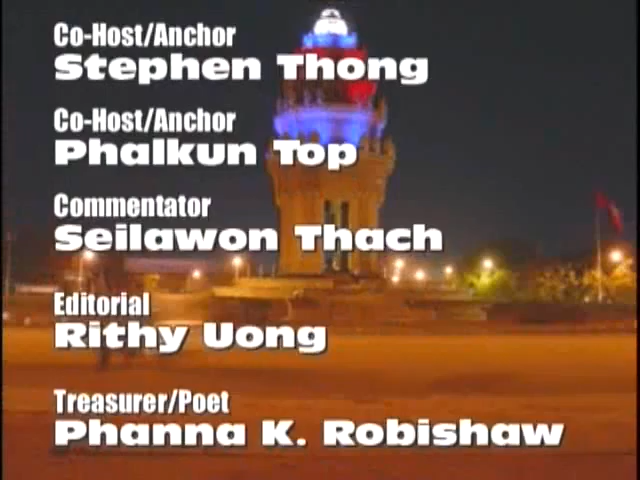 Co-Host/Anchor
Stephen Thong
Co-Host/Anchor
Phalkun Top
Commentator
Seilawon Thach
Editorial
Rithy Uong
Treasurer/Poet
Phanna K. Robishaw